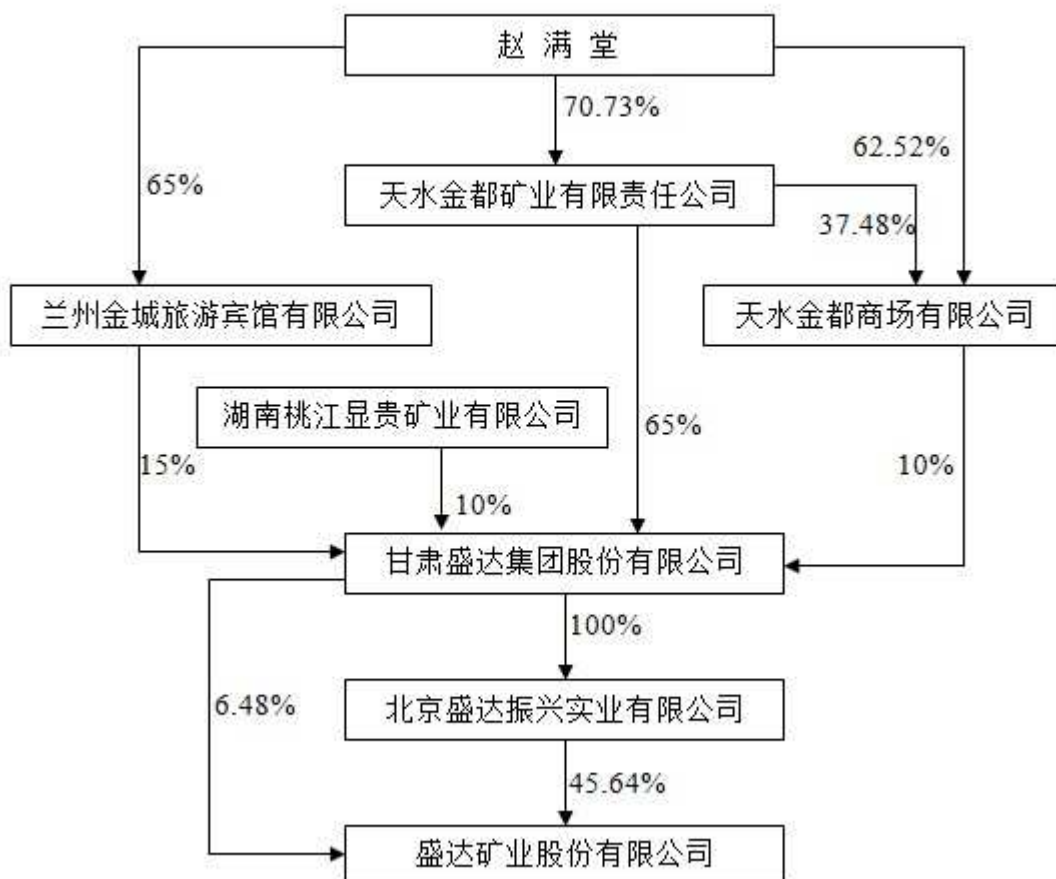 赵 满 堂
70.73%
62.52%
65%
天水金都矿业有限责任公司
37.48%
兰州金城旅游宾馆有限公司
天水金都商场有限公司
湖南桃江显贵矿业有限公司
65%
15%
10%
10%
甘肃盛达集团股份有限公司
100%
北京盛达振兴实业有限公司
6.48%
45.64%
盛达矿业股份有限公司